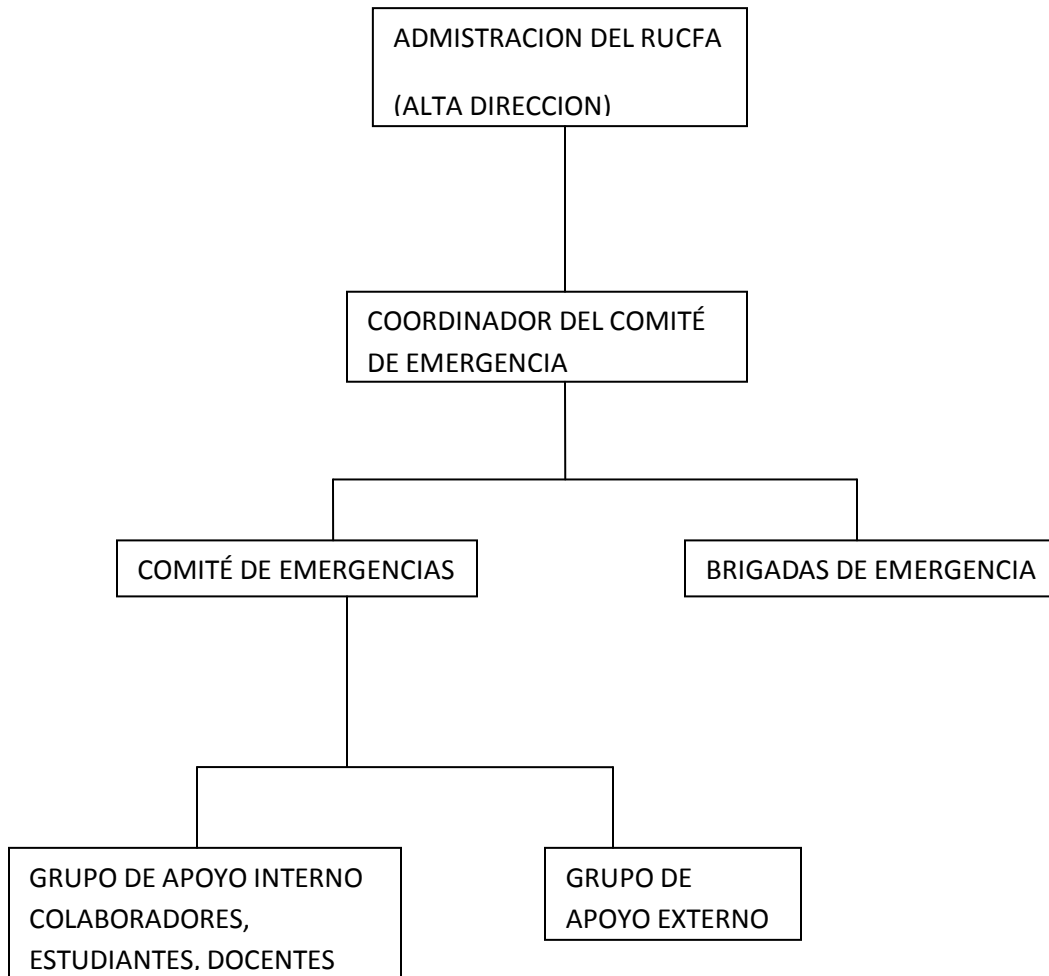 ADMISTRACION DEL RUCFA
(ALTA DIRECCION)
COORDINADOR DEL COMITÉ
DE EMERGENCIA
COMITÉ DE EMERGENCIAS
BRIGADAS DE EMERGENCIA
GRUPO DE APOYO INTERNO
COLABORADORES,
ESTUDIANTES, DOCENTES
GRUPO DE
APOYO EXTERNO